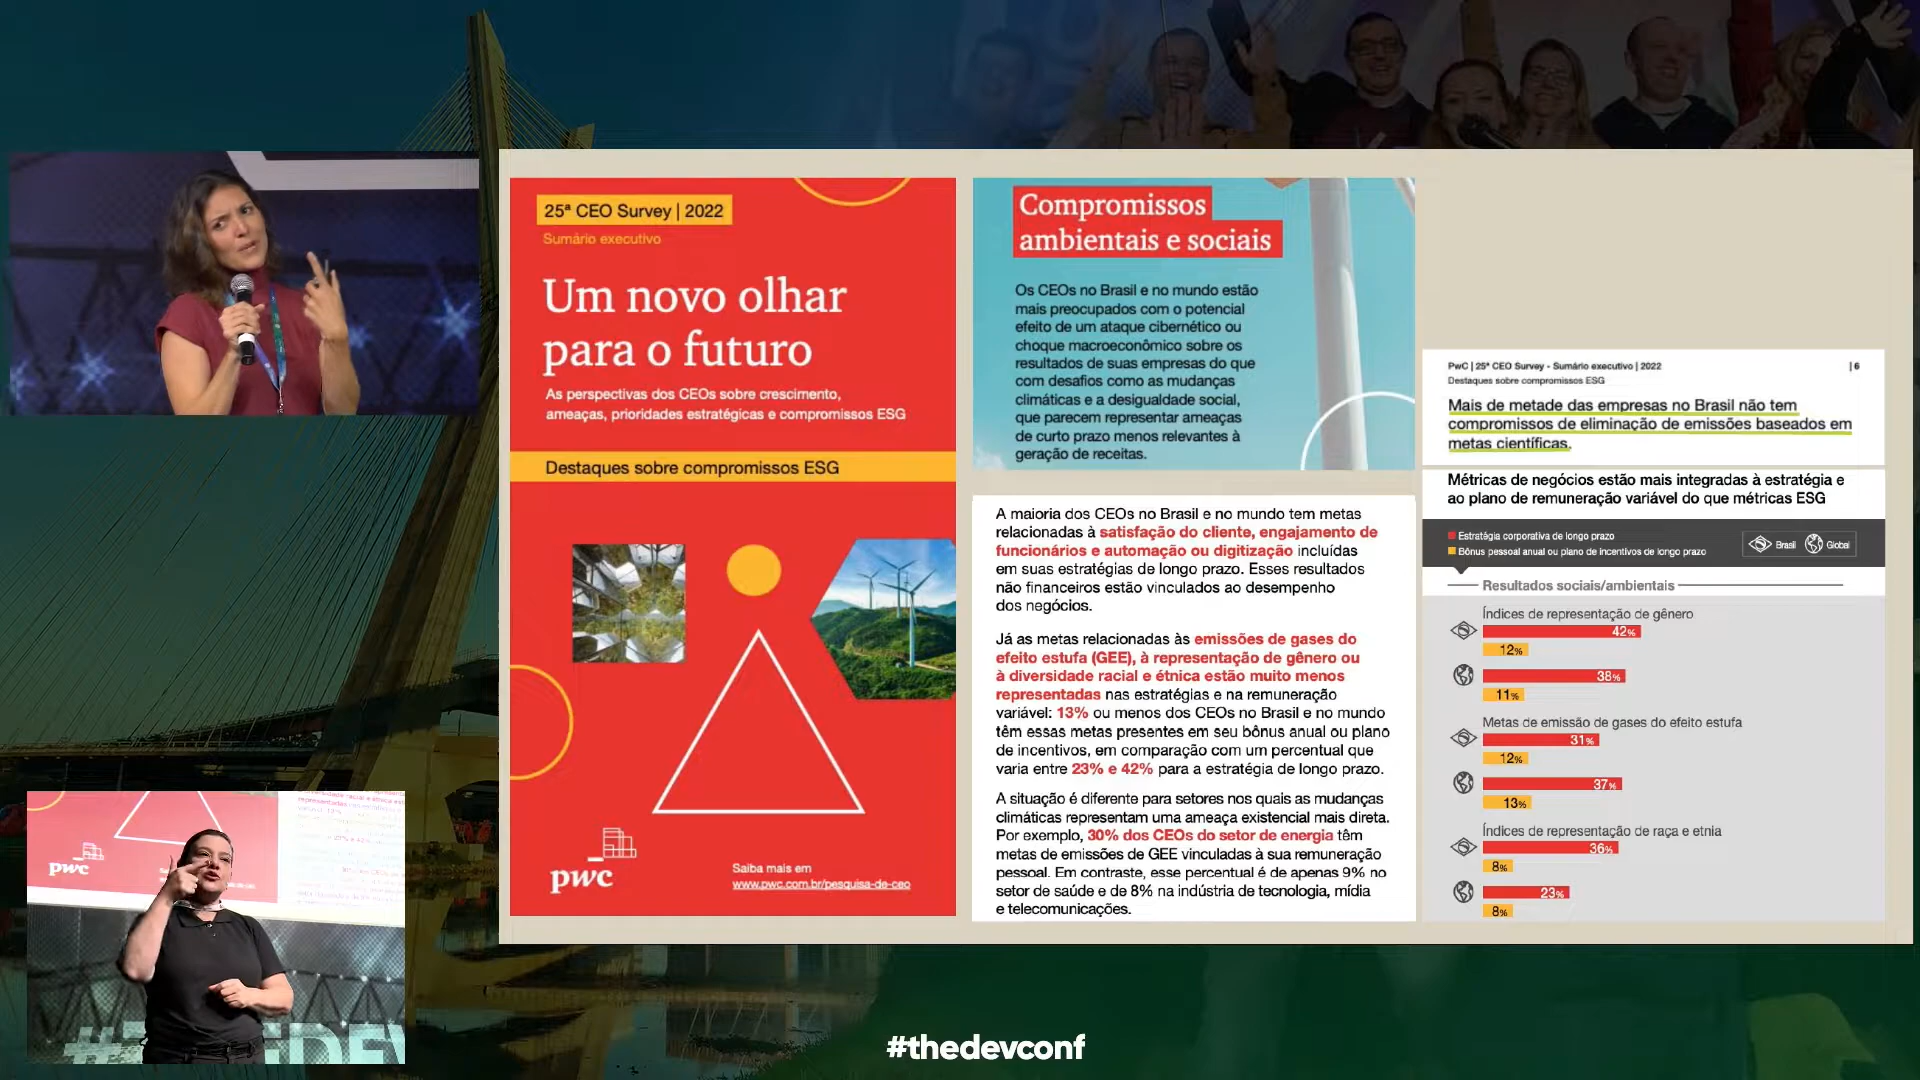 25ª CEO Survey | 2022
Sumário executivo
Um novo olhar
para o futuro
As perspectivas dos CEOs sobre crescimento,
ameaças, prioridades estratégicas e compromissos ESG
Destaques sobre compromissos ESG
pwc
Saiba mais em
www.pwc.com.br/pesquisa-de-ceo
Compromissos
ambientais e sociais
Os CEOs no Brasil e no mundo estão
mais preocupados com o potencial
efeito de um ataque cibernético ou
choque macroeconômico sobre os
resultados de suas empresas do que
com desafios como as mudanças
climáticas e a desigualdade social,
que parecem representar ameaças
de curto prazo menos relevantes à
geração de receitas.
A maioria dos CEOs no Brasil e no mundo tem metas
relacionadas à satisfação do cliente, engajamento de
funcionários e automação ou digitização incluídas
em suas estratégias de longo prazo. Esses resultados
não financeiros estão vinculados ao desempenho
dos negócios.
Já as metas relacionadas às emissões de gases do
efeito estufa (GEE), à representação de gênero ou
à diversidade racial e étnica estão muito menos
representadas nas estratégias e na remuneração
variável: 13% ou menos dos CEOs no Brasil e no mundo
têm essas metas presentes em seu bônus anual ou plano
de incentivos, em comparação com um percentual que
varia entre 23% e 42% para a estratégia de longo prazo.
A situação é diferente para setores nos quais as mudanças
climáticas representam uma ameaça existencial mais direta.
Por exemplo, 30% dos CEOs do setor de energia têm
metas de emissões de GEE vinculadas à sua remuneração
pessoal. Em contraste, esse percentual é de apenas 9% no
setor de saúde e de 8% na indústria de tecnologia, mídia
e telecomunicações.
PwC | 25ª CEO Survey - Sumário executivo | 2022 | 6
Destaques sobre compromissos ESG
Mais de metade das empresas no Brasil não tem
compromissos de eliminação de emissões baseados em
metas científicas.
Métricas de negócios estão mais integradas à estratégia e
ao plano de remuneração variável do que métricas ESG
Estratégia corporativa de longo prazo
Bônus pessoal anual ou plano de incentivos de longo prazo
Brasil Global
Resultados sociais/ambientais
Índices de representação de gênero
42%
12%
38%
11%
Metas de emissão de gases do efeito estufa
31%
12%
37%
13%
Índices de representação de raça e etnia
36%
8%
23%
8%
pwc
#thedevconf